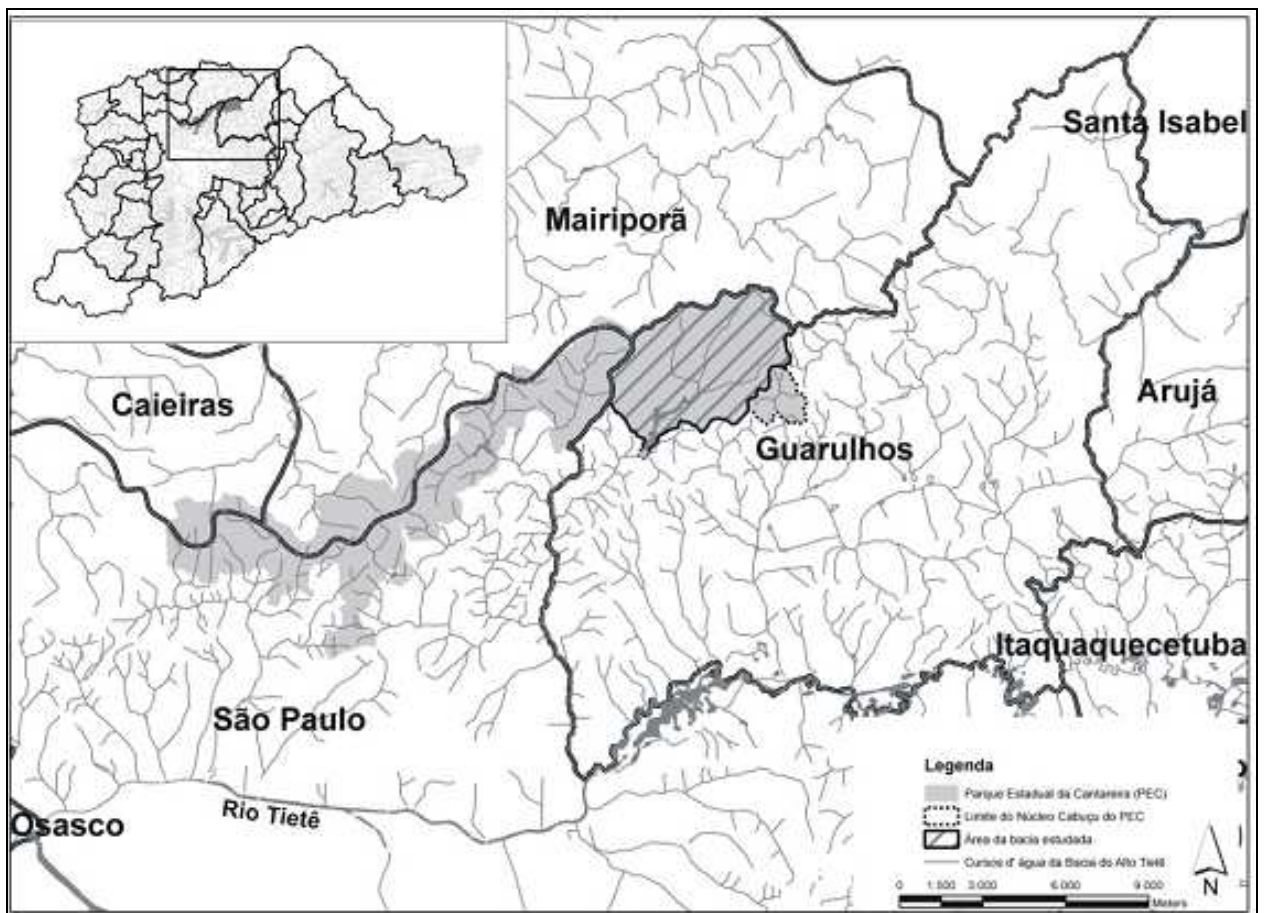 Santa Isabel
Mairiporã
Caieiras
Arujá
Guarulhos
Itaquaquecetuba
São Paulo
Rio Tietê
Osasco
Legenda
Parque Estadual da Cantareira (PEC)
Limite do Núcleo Cabuçu do PEC
Área da bacia estudada
Cursos d' água da Bacia do Alto Tietê
0 1.500 3.000 6.000 9.000
Meters
N